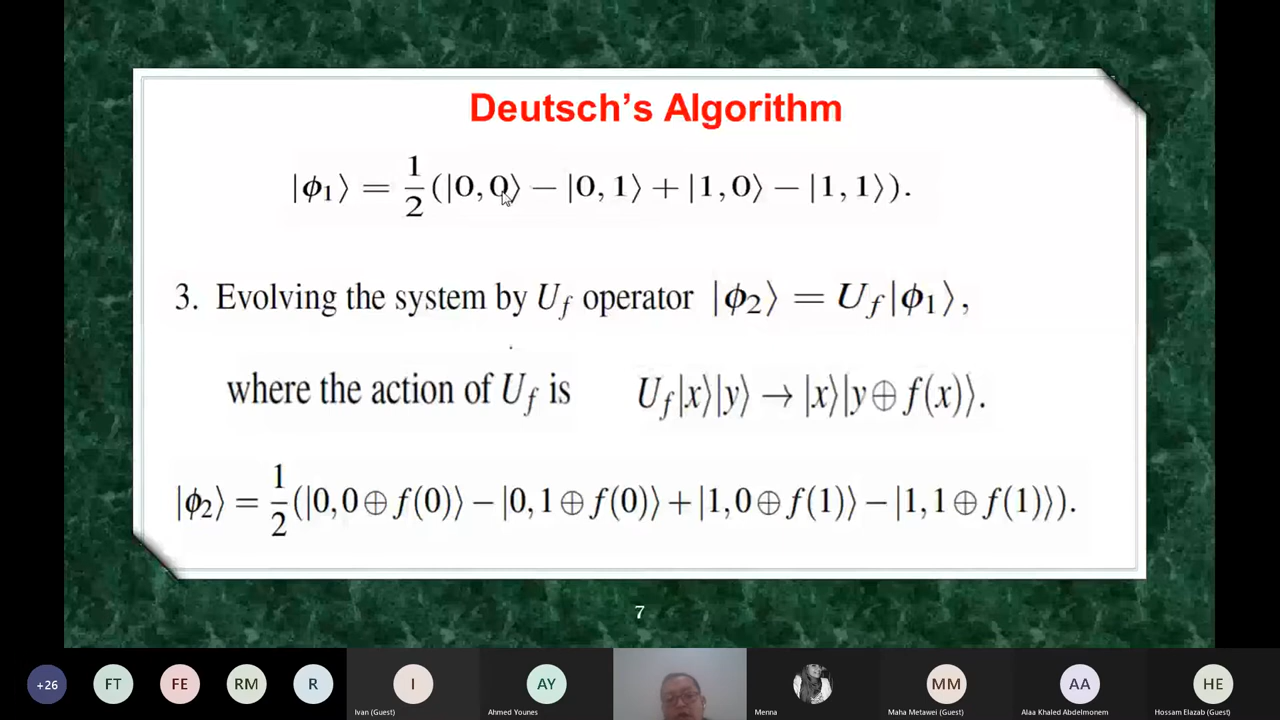 Deutsch's Algorithm
|ϕ₁⟩ = 1/2 (|0, 0⟩ − |0, 1⟩ + |1, 0⟩ − |1, 1⟩).
3. Evolving the system by U_f operator |ϕ₂⟩ = U_f|ϕ₁⟩,
where the action of U_f is U_f|x⟩|y⟩ → |x⟩|y ⊕ f(x)⟩.
|ϕ₂⟩ = 1/2 (|0, 0 ⊕ f(0)⟩ − |0, 1 ⊕ f(0)⟩ + |1, 0 ⊕ f(1)⟩ − |1, 1 ⊕ f(1)⟩).
7
+26 FT FE RM R I AY MM AA HE
Ivan (Guest) Ahmed Younes Menna Maha Metawei (Guest) Alaa Khaled Abdelmonem Hossam Elazab (Guest)